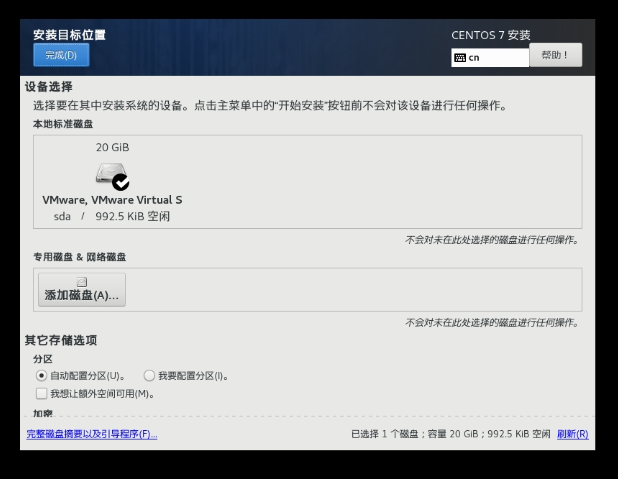 安装目标位置
CENTOS 7 安装
完成(D)
cn
帮助！
设备选择
选择要在其中安装系统的设备。点击主菜单中的"开始安装"按钮前不会对该设备进行任何操作。
本地标准磁盘
20 GiB
VMware, VMware Virtual S
sda / 992.5 KiB 空闲
不会对未在此处选择的磁盘进行任何操作。
专用磁盘 & 网络磁盘
添加磁盘(A)...
不会对未在此处选择的磁盘进行任何操作。
其它存储选项
分区
自动配置分区(U)。 我要配置分区(I)。
我想让额外空间可用(M)。
加密
完整磁盘摘要以及引导程序(F)...
已选择 1 个磁盘；容量 20 GiB；992.5 KiB 空闲 刷新(R)